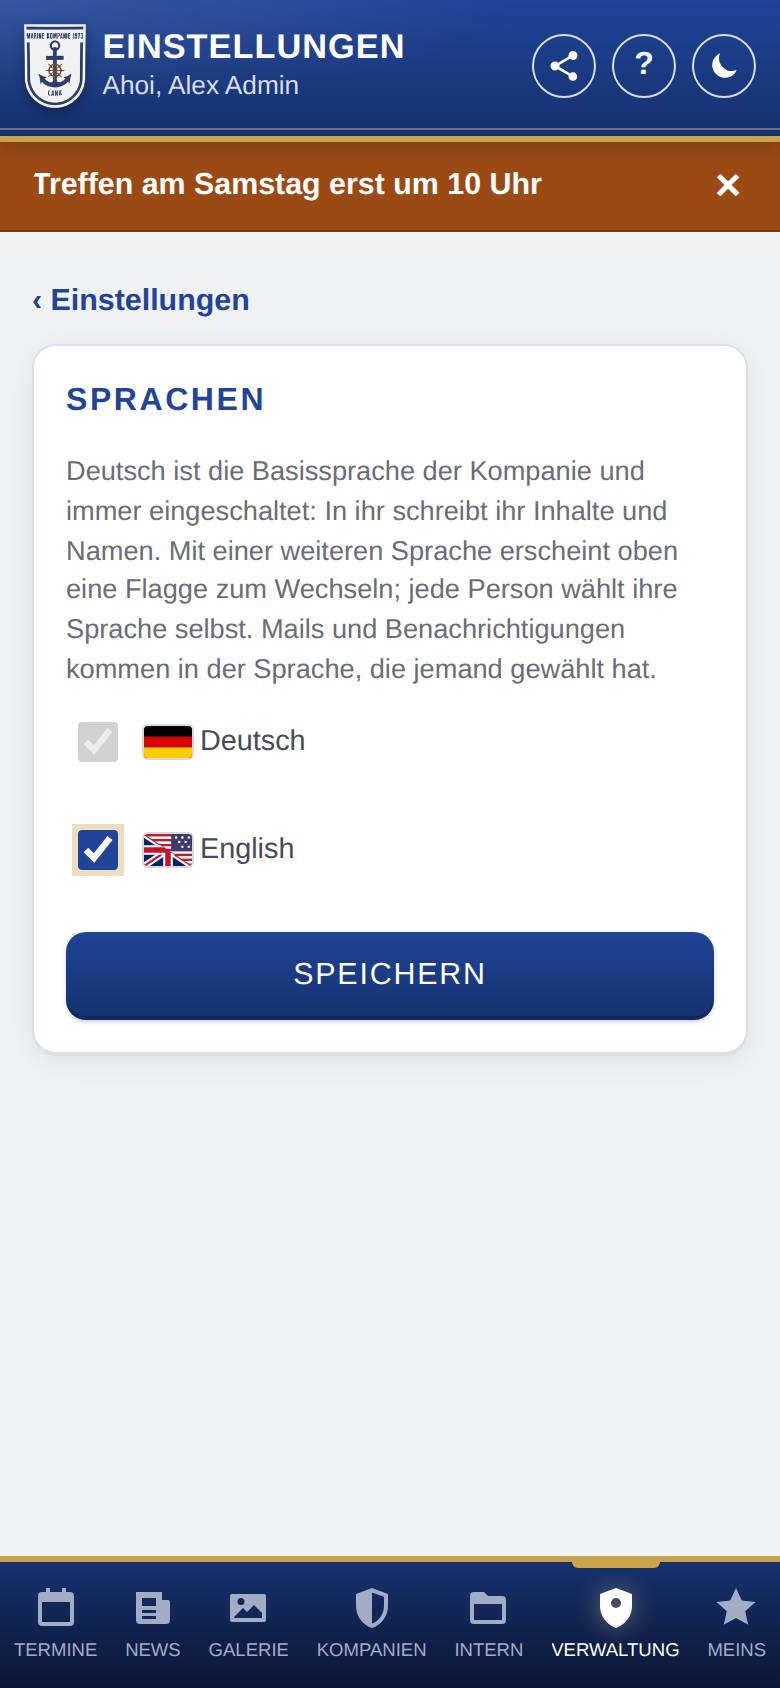 MARINE KOMPANIE 1973
LANK
EINSTELLUNGEN
Ahoi, Alex Admin
?
Treffen am Samstag erst um 10 Uhr
×
‹ Einstellungen
SPRACHEN
Deutsch ist die Basissprache der Kompanie und
immer eingeschaltet: In ihr schreibt ihr Inhalte und
Namen. Mit einer weiteren Sprache erscheint oben
eine Flagge zum Wechseln; jede Person wählt ihre
Sprache selbst. Mails und Benachrichtigungen
kommen in der Sprache, die jemand gewählt hat.
Deutsch
English
SPEICHERN
TERMINE NEWS GALERIE KOMPANIEN INTERN VERWALTUNG MEINS